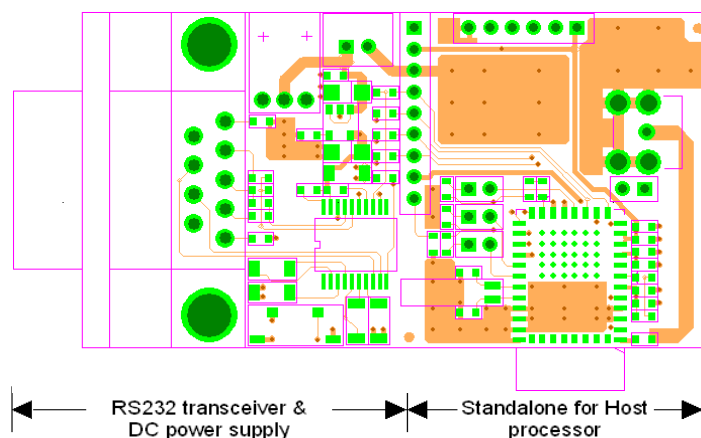 RS232 transceiver &
DC power supply
Standalone for Host
processor